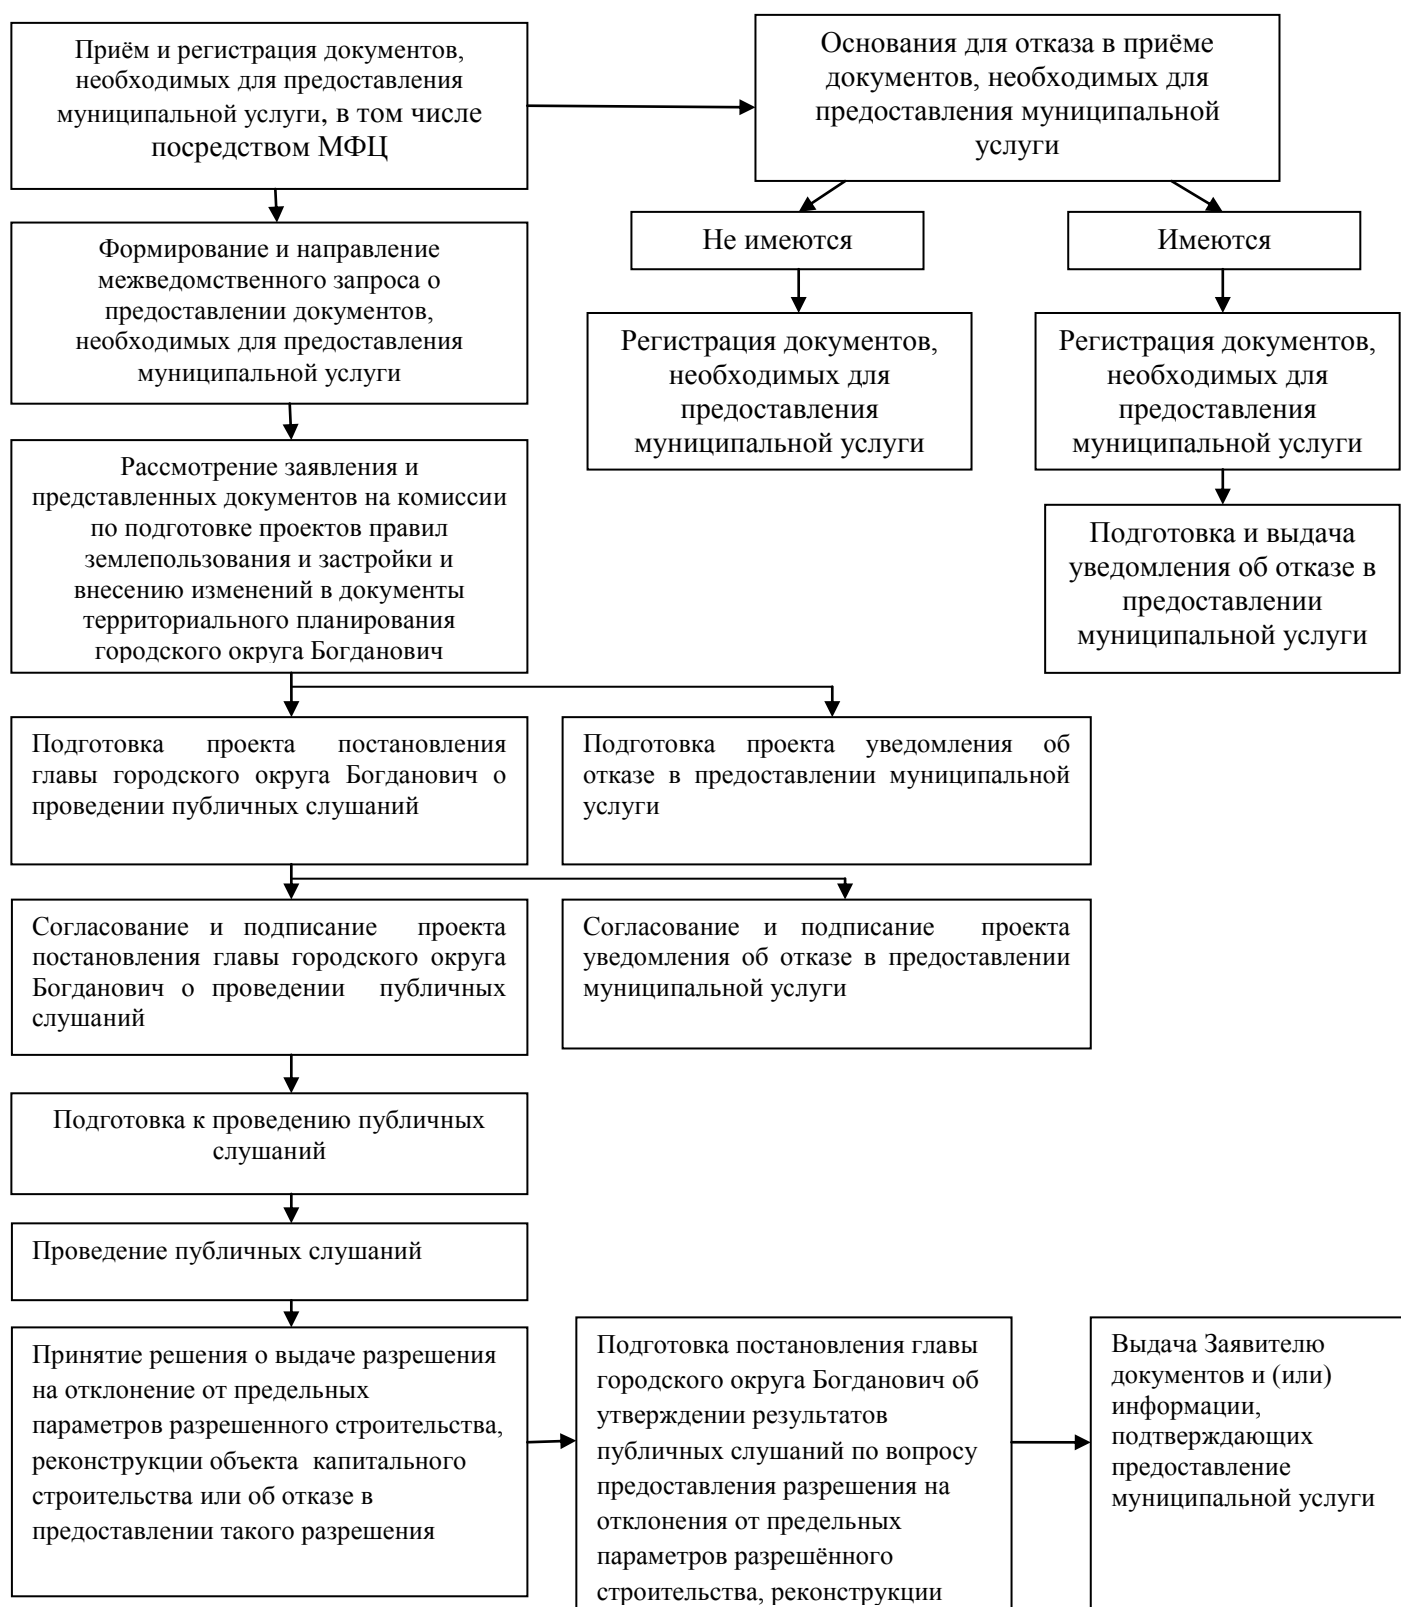 Приём и регистрация документов,
необходимых для предоставления
муниципальной услуги, в том числе
посредством МФЦ
Основания для отказа в приёме
документов, необходимых для
предоставления муниципальной
услуги
Формирование и направление
межведомственного запроса о
предоставлении документов,
необходимых для предоставления
муниципальной услуги
Не имеются
Имеются
Регистрация документов,
необходимых для
предоставления
муниципальной услуги
Регистрация документов,
необходимых для
предоставления
муниципальной услуги
Рассмотрение заявления и
представленных документов на комиссии
по подготовке проектов правил
землепользования и застройки и
внесению изменений в документы
территориального планирования
городского округа Богданович
Подготовка и выдача
уведомления об отказе в
предоставлении
муниципальной услуги
Подготовка проекта постановления
главы городского округа Богданович о
проведении публичных слушаний
Подготовка проекта уведомления об
отказе в предоставлении муниципальной
услуги
Согласование и подписание проекта
постановления главы городского округа
Богданович о проведении публичных
слушаний
Согласование и подписание проекта
уведомления об отказе в предоставлении
муниципальной услуги
Подготовка к проведению публичных
слушаний
Проведение публичных слушаний
Принятие решения о выдаче разрешения
на отклонение от предельных
параметров разрешенного строительства,
реконструкции объекта капитального
строительства или об отказе в
предоставлении такого разрешения
Подготовка постановления главы
городского округа Богданович об
утверждении результатов
публичных слушаний по вопросу
предоставления разрешения на
отклонения от предельных
параметров разрешённого
строительства, реконструкции
Выдача Заявителю
документов и (или)
информации,
подтверждающих
предоставление
муниципальной услуги